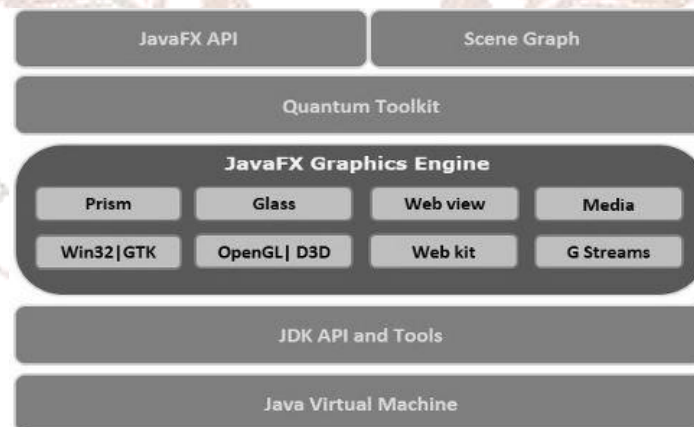 JavaFX API Scene Graph
Quantum Toolkit
JavaFX Graphics Engine
Prism Glass Web view Media
Win32|GTK OpenGL| D3D Web kit G Streams
JDK API and Tools
Java Virtual Machine